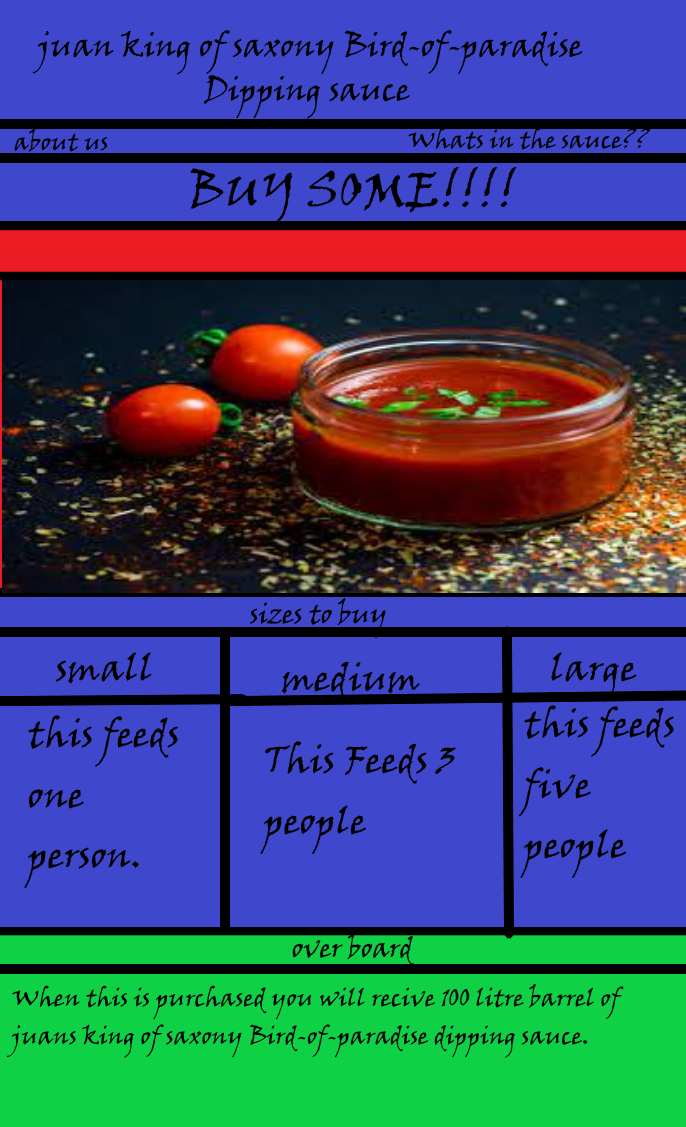 juan king of saxony Bird-of-paradise
Dipping sauce
about us
Whats in the sauce??
BUY SOME!!!!
sizes to buy
small
medium
large
this feeds
one
person.
This Feeds 3
people
this feeds
five
people
over board
When this is purchased you will recive 100 litre barrel of
juans king of saxony Bird-of-paradise dipping sauce.